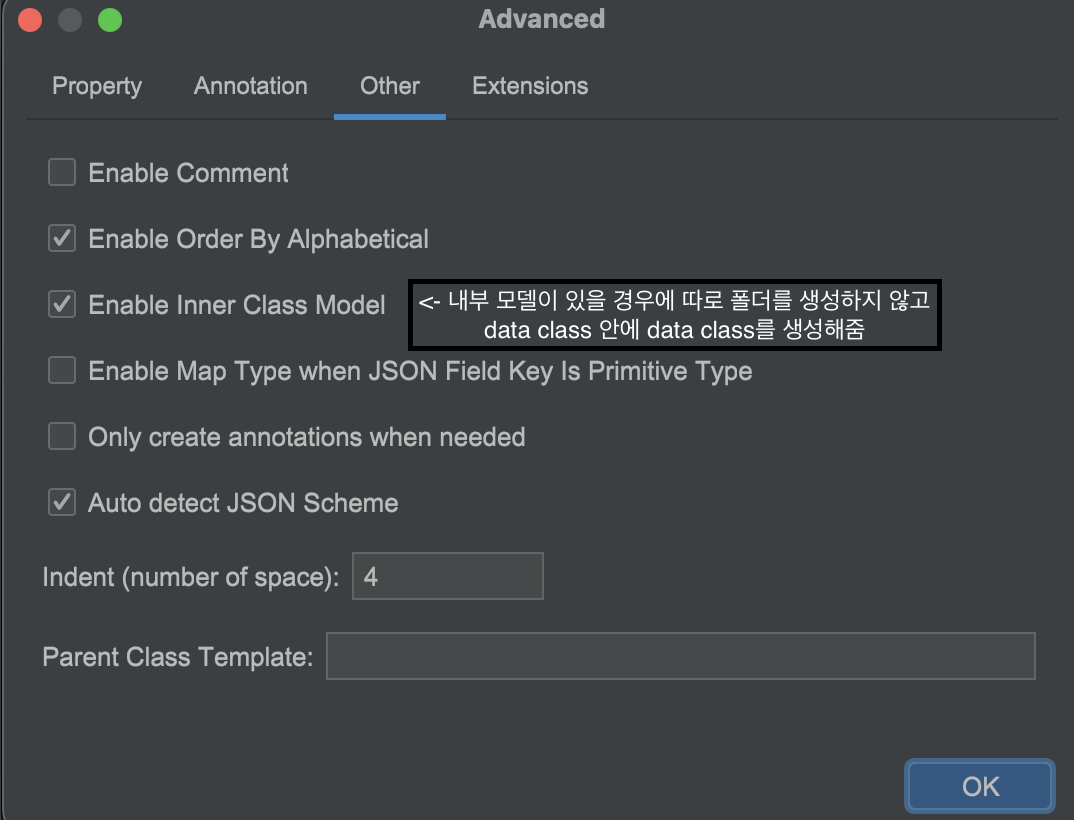 Advanced
Property Annotation Other Extensions
Enable Comment
Enable Order By Alphabetical
Enable Inner Class Model
<- 내부 모델이 있을 경우에 따로 폴더를 생성하지 않고
data class 안에 data class를 생성해줌
Enable Map Type when JSON Field Key Is Primitive Type
Only create annotations when needed
Auto detect JSON Scheme
Indent (number of space): 4
Parent Class Template:
OK